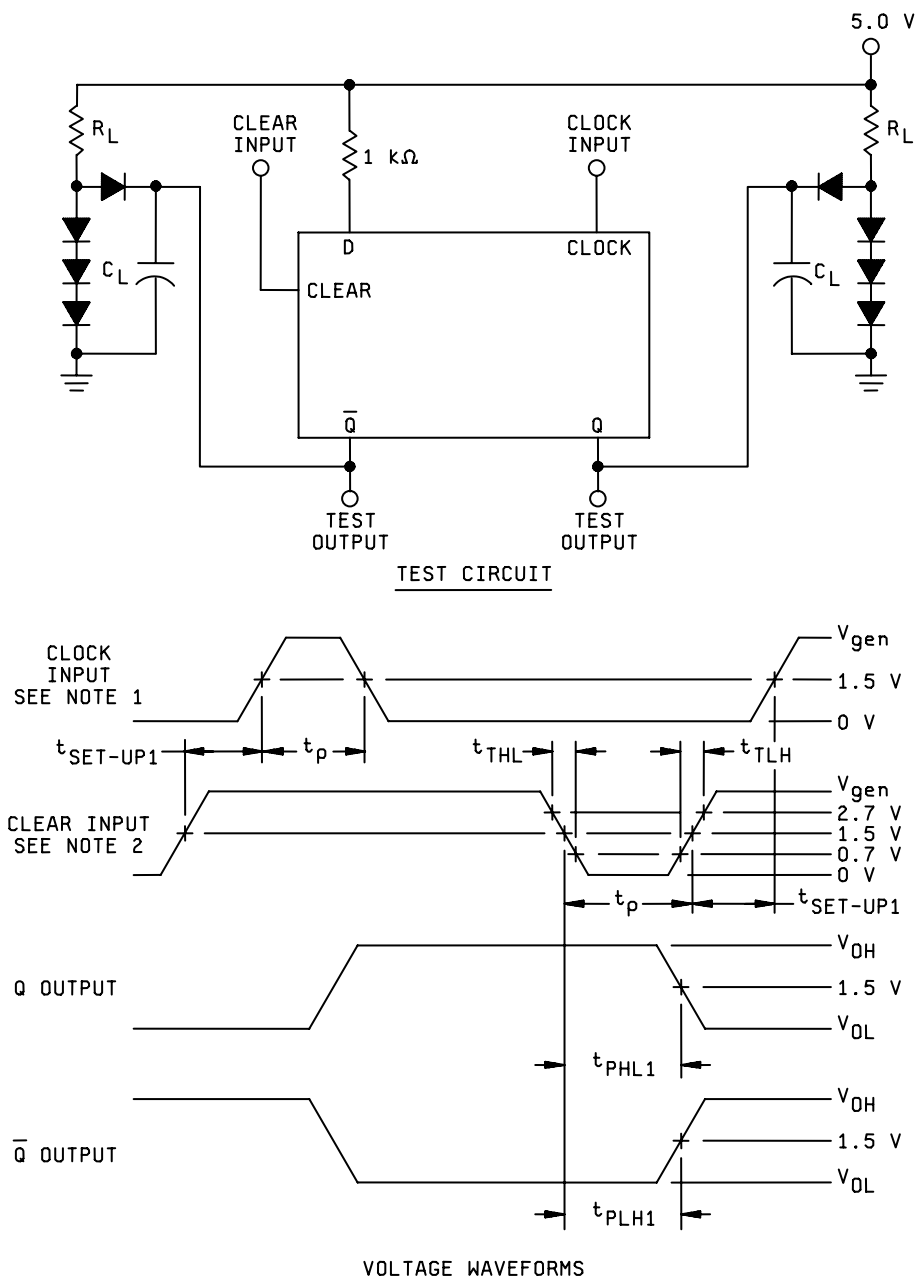 5.0 V
R_L
CLEAR
INPUT
1 kΩ
CLOCK
INPUT
R_L
D
CLOCK
C_L
CLEAR
C_L
Q̅
Q
TEST
OUTPUT
TEST
OUTPUT
TEST CIRCUIT
CLOCK
INPUT
SEE NOTE 1
V_gen
1.5 V
0 V
t_SET-UP1
t_p
t_THL
t_TLH
CLEAR INPUT
SEE NOTE 2
V_gen
2.7 V
1.5 V
0.7 V
0 V
t_p
t_SET-UP1
Q OUTPUT
V_OH
1.5 V
V_OL
t_PHL1
Q̅ OUTPUT
V_OH
1.5 V
V_OL
t_PLH1
VOLTAGE WAVEFORMS